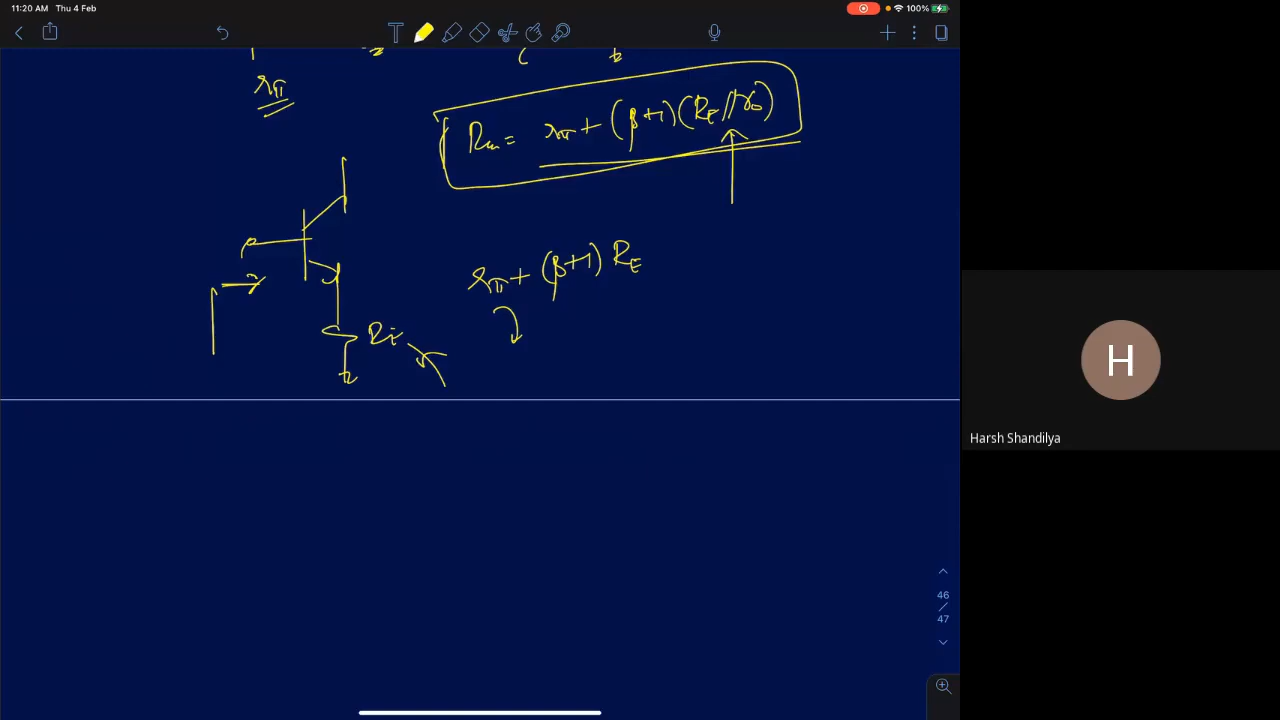 11:20 AM Thu 4 Feb
100%
rπ
Rin = rπ + (β+1)(RE//ro)
rπ + (β+1) RE
RE
Harsh Shandilya
H
46
/
47